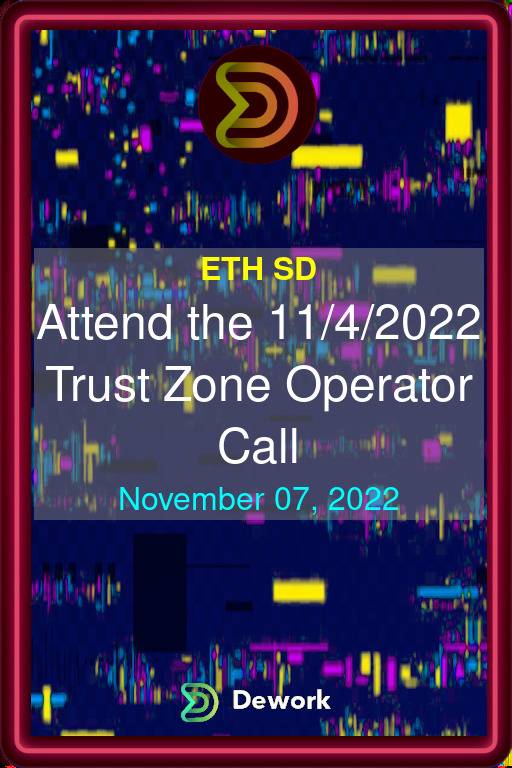 ETH SD
Attend the 11/4/2022
Trust Zone Operator
Call
November 07, 2022
Dework